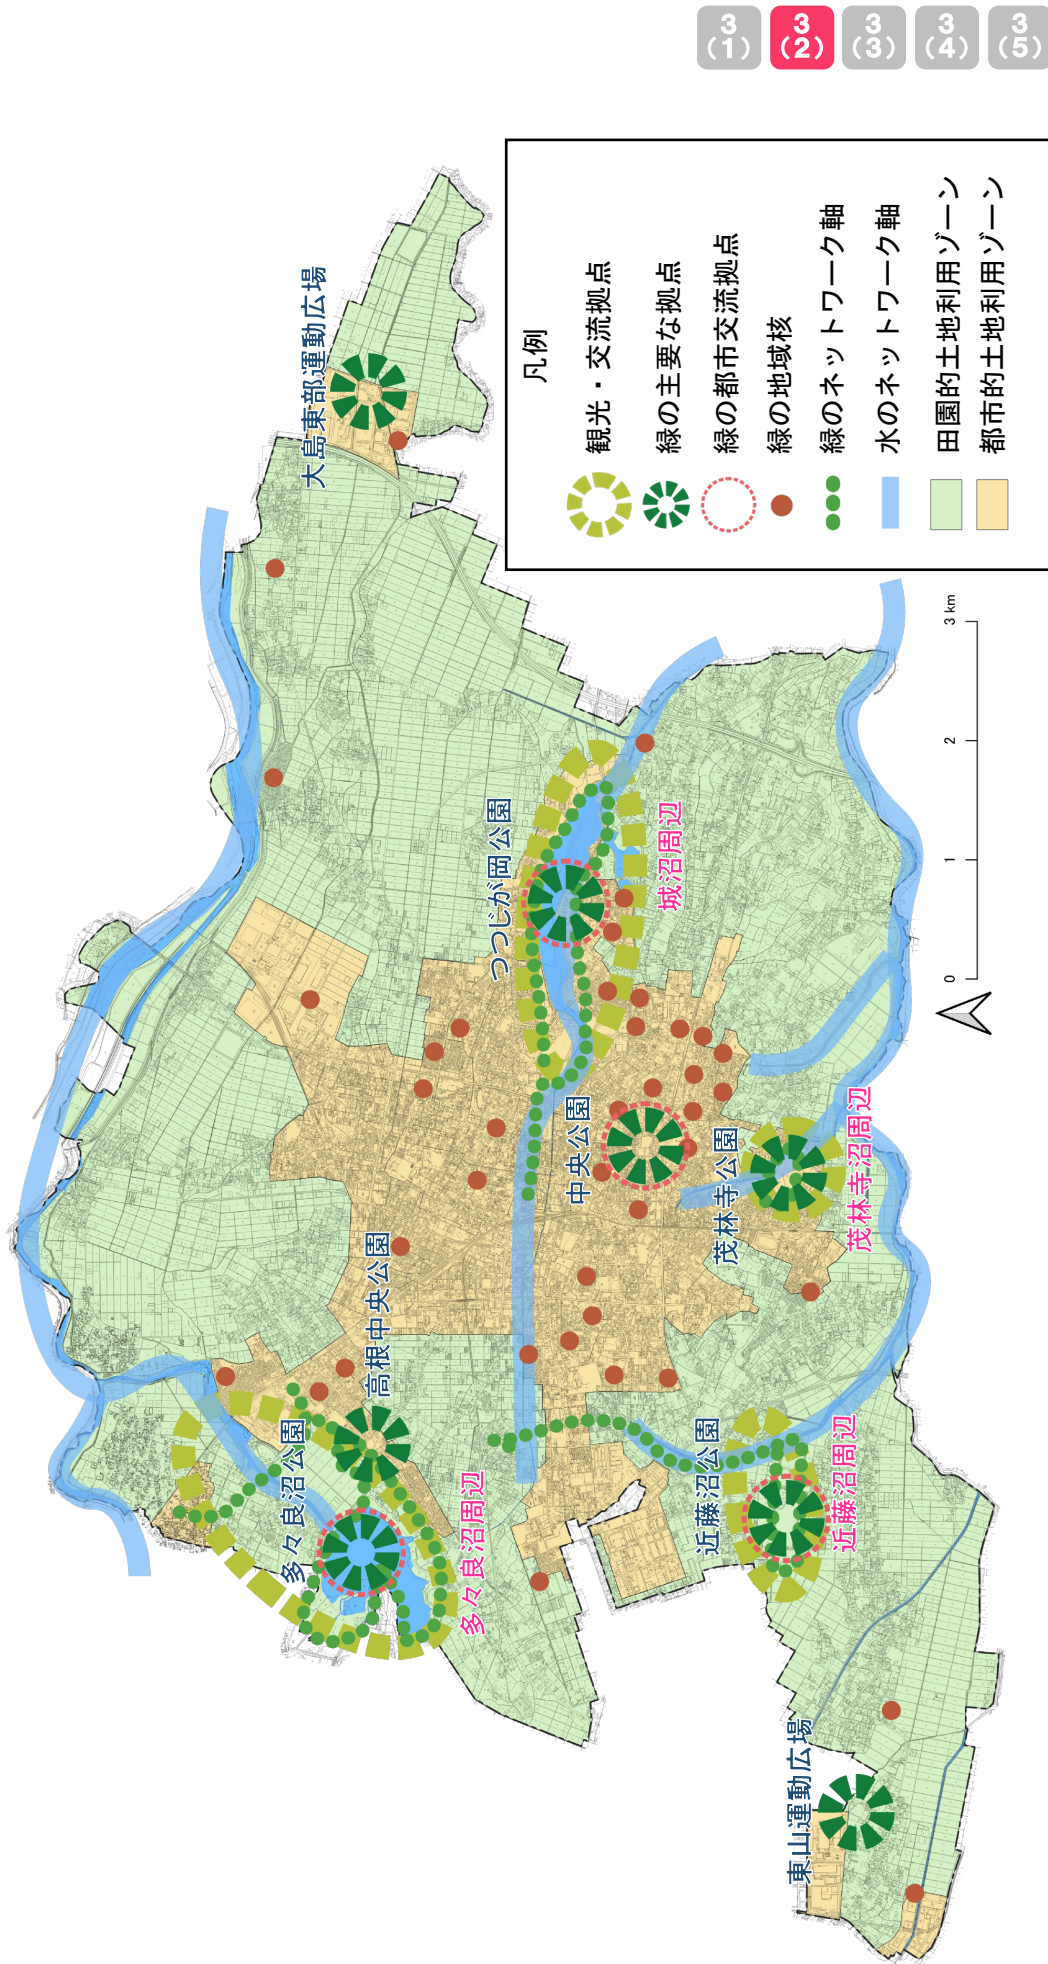 3
(1)
3
(2)
3
(3)
3
(4)
3
(5)
大島東部運動広場
つつじが岡公園
城沼周辺
中央公園
茂林寺公園
茂林寺沼周辺
高根中央公園
多々良沼公園
多々良沼周辺
近藤沼公園
近藤沼周辺
東山運動広場
凡例
観光・交流拠点
緑の主要な拠点
緑の都市交流拠点
緑の地域核
緑のネットワーク軸
水のネットワーク軸
田園的土地利用ゾーン
都市的土地利用ゾーン
0 1 2 3 km